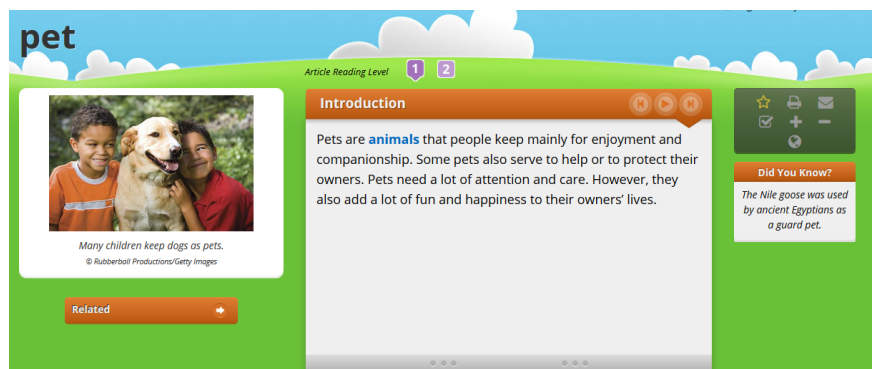 pet
Article Reading Level 1 2
Many children keep dogs as pets.
© Rubberball Productions/Getty Images
Related
Introduction
Pets are animals that people keep mainly for enjoyment and
companionship. Some pets also serve to help or to protect their
owners. Pets need a lot of attention and care. However, they
also add a lot of fun and happiness to their owners' lives.
Did You Know?
The Nile goose was used
by ancient Egyptians as
a guard pet.